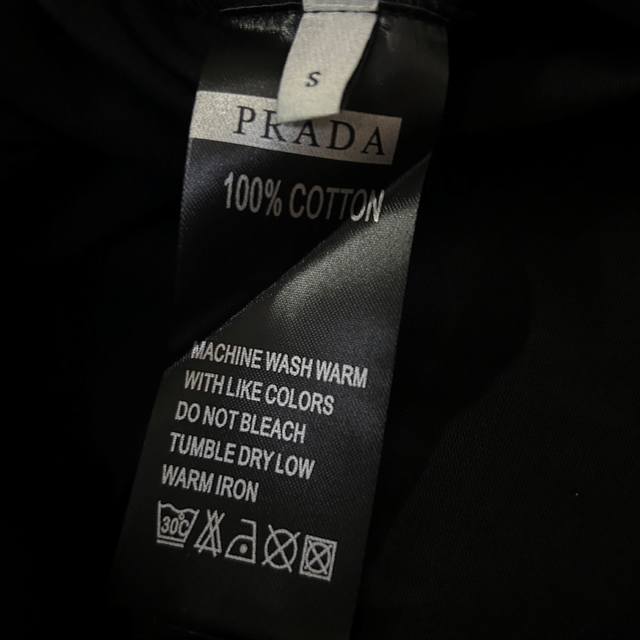 S
PRADA
100% COTTON
MACHINE WASH WARM
WITH LIKE COLORS
DO NOT BLEACH
TUMBLE DRY LOW
WARM IRON
30C